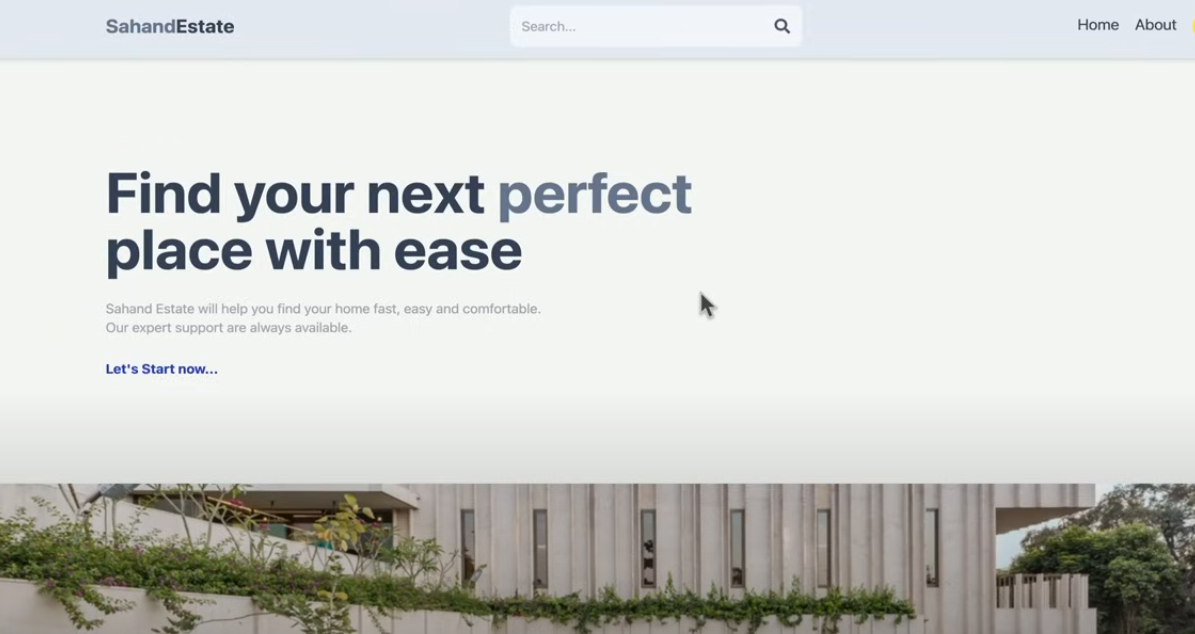 SahandEstate
Search...
Home About
Find your next perfect
place with ease
Sahand Estate will help you find your home fast, easy and comfortable.
Our expert support are always available.
Let's Start now...